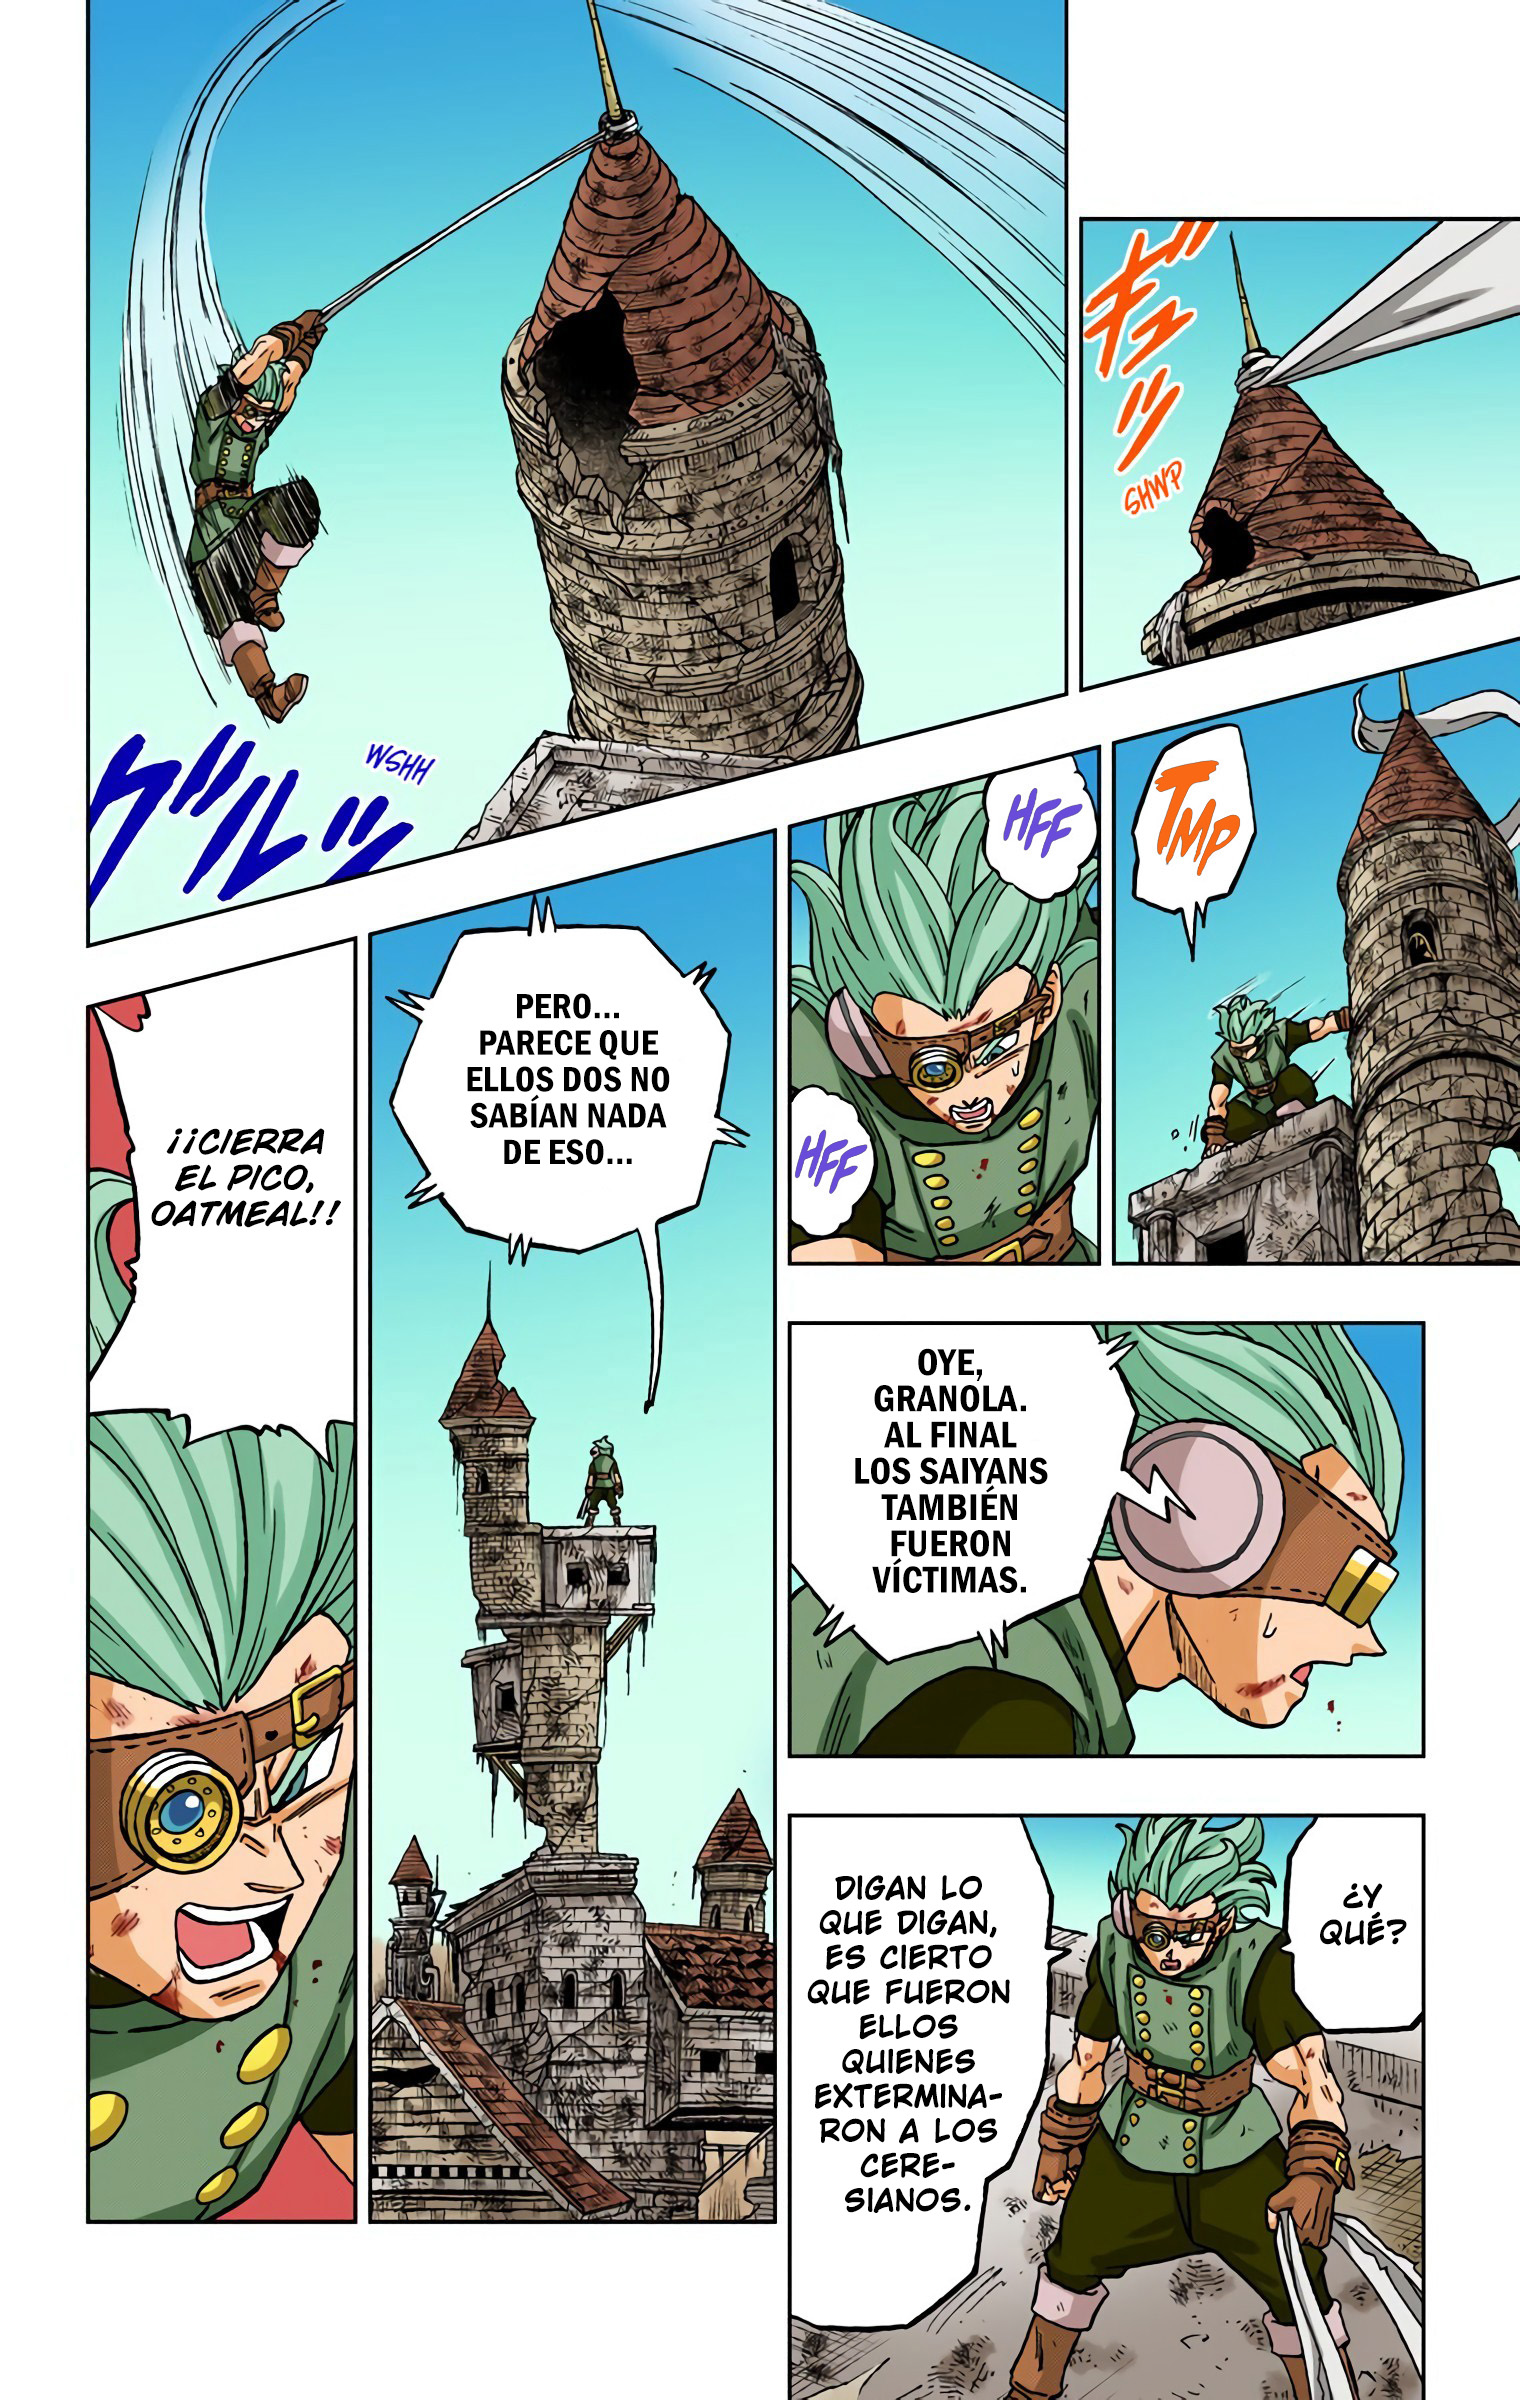 ギュッ
SHWP
グルルッ
WSHH
TMP
HFF
HFF
OYE,
GRANOLA.
AL FINAL
LOS SAIYANS
TAMBIÉN
FUERON
VÍCTIMAS.
¿Y
QUÉ?
DIGAN LO
QUE DIGAN,
ES CIERTO
QUE FUERON
ELLOS
QUIENES
EXTERMINA-
RON A LOS
CERE-
SIANOS.
PERO...
PARECE QUE
ELLOS DOS NO
SABÍAN NADA
DE ESO...
¡¡CIERRA
EL PICO,
OATMEAL!!